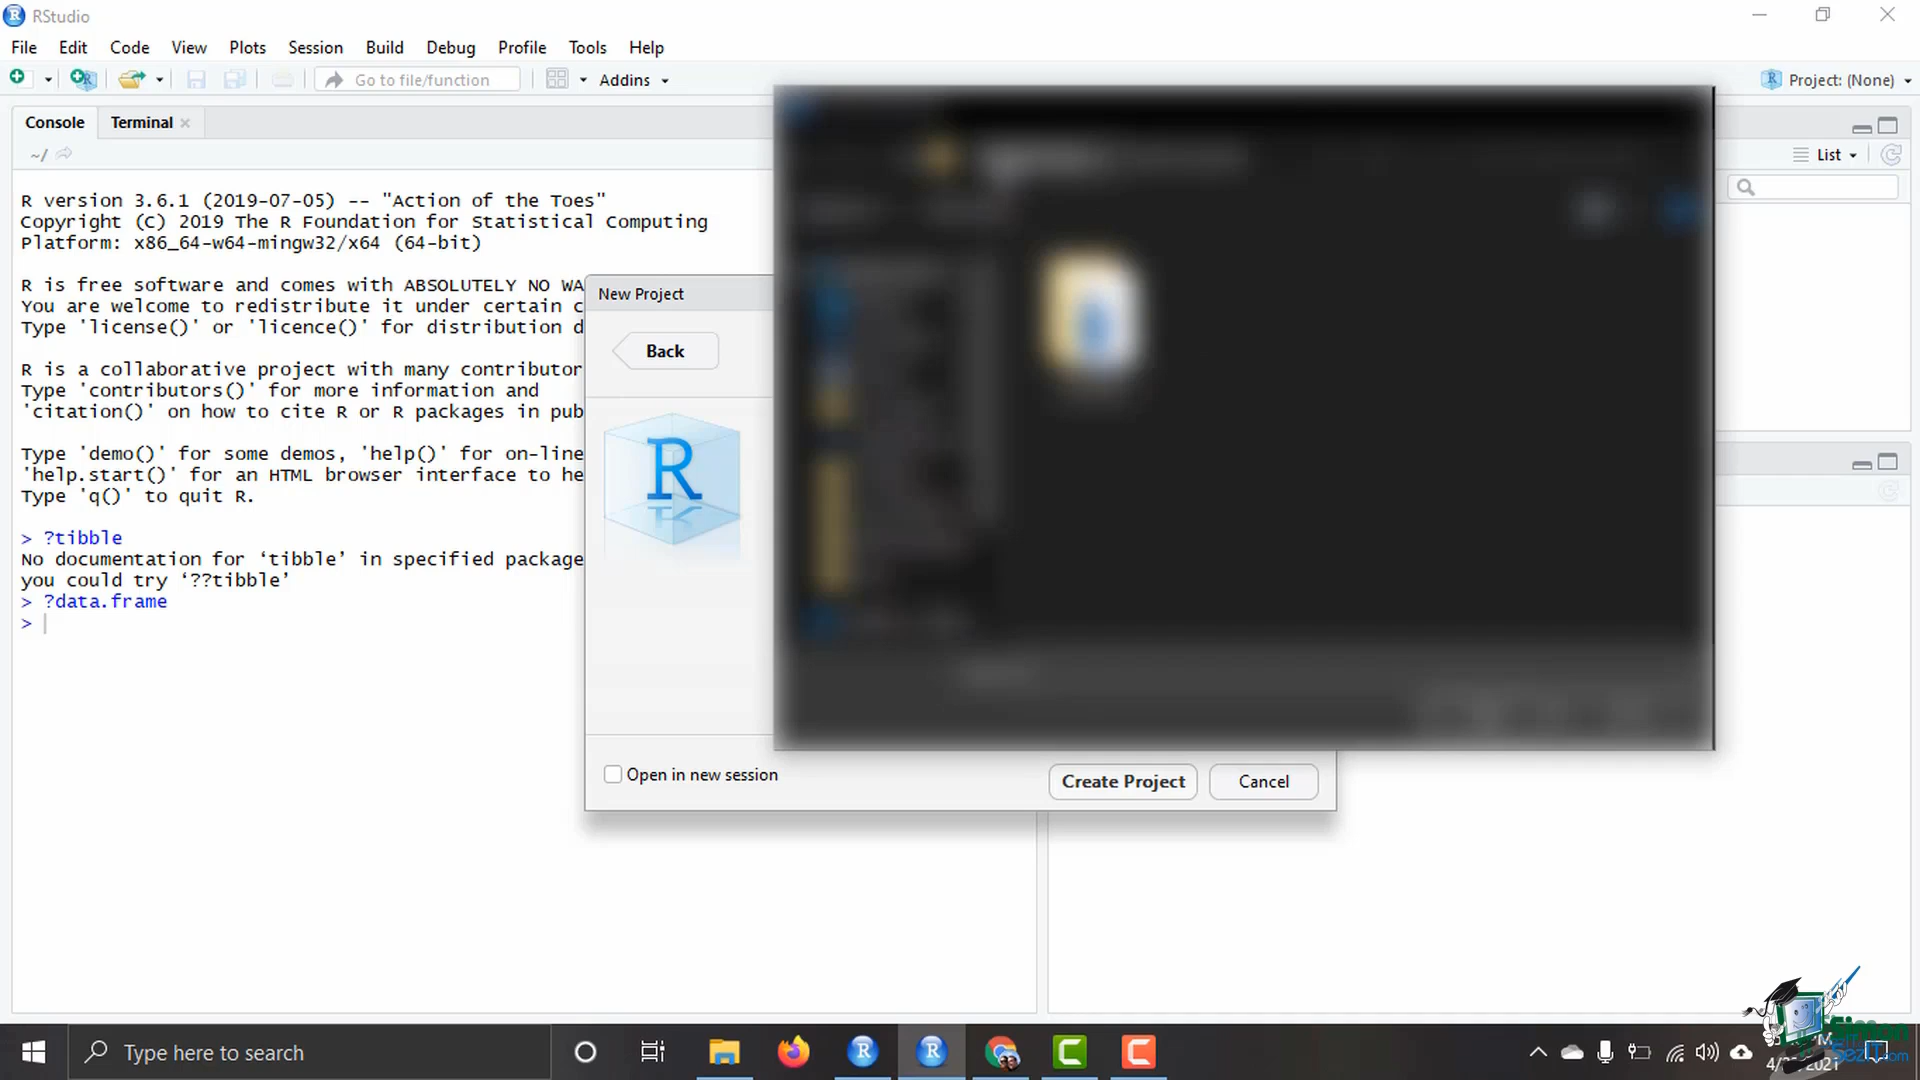 RStudio
File Edit Code View Plots Session Build Debug Profile Tools Help
Go to file/function Addins Project: (None)
Console Terminal
~/ List
R version 3.6.1 (2019-07-05) -- "Action of the Toes"
Copyright (C) 2019 The R Foundation for Statistical Computing
Platform: x86_64-w64-mingw32/x64 (64-bit)
R is free software and comes with ABSOLUTELY NO WA
You are welcome to redistribute it under certain c
Type 'license()' or 'licence()' for distribution d
R is a collaborative project with many contributor
Type 'contributors()' for more information and
'citation()' on how to cite R or R packages in pub
Type 'demo()' for some demos, 'help()' for on-line
'help.start()' for an HTML browser interface to he
Type 'q()' to quit R.
> ?tibble
No documentation for ‘tibble’ in specified package
you could try ‘??tibble’
> ?data.frame
>
New Project
Back
R
Open in new session
Create Project Cancel
Type here to search
Simon
SezIT.com